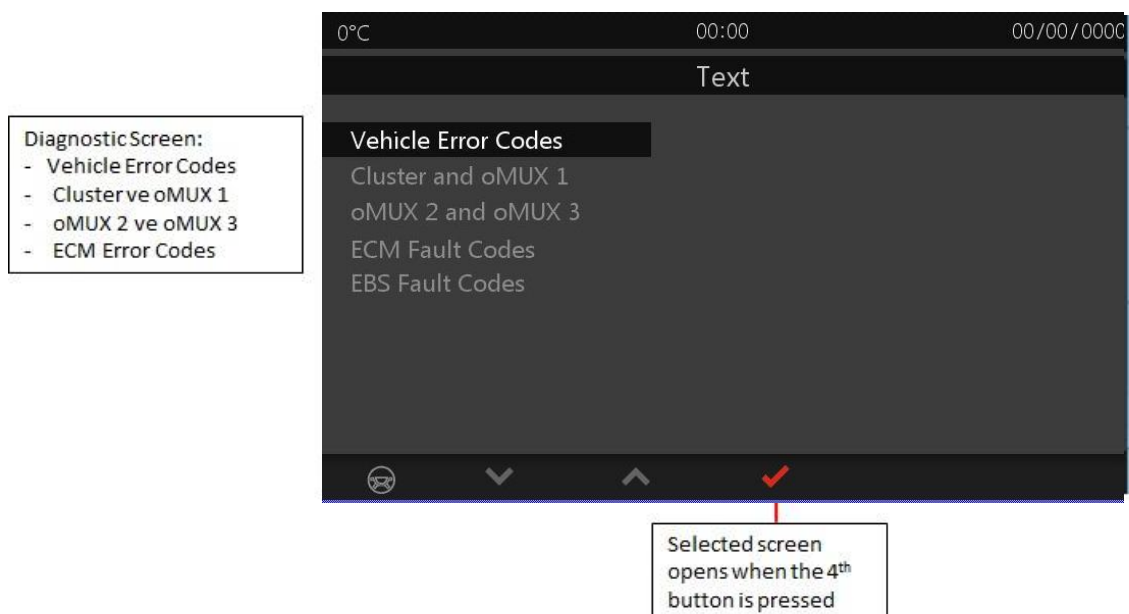 0°C 00:00 00/00/0000
Text
Diagnostic Screen:
- Vehicle Error Codes
- Cluster ve oMUX 1
- oMUX 2 ve oMUX 3
- ECM Error Codes
Vehicle Error Codes
Cluster and oMUX 1
oMUX 2 and oMUX 3
ECM Fault Codes
EBS Fault Codes
Selected screen
opens when the 4th
button is pressed